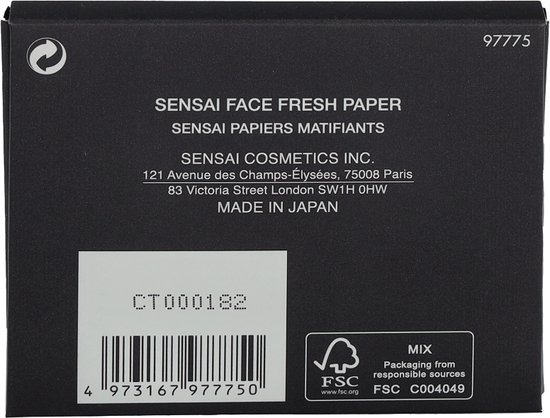 97775
SENSAI FACE FRESH PAPER
SENSAI PAPIERS MATIFIANTS
SENSAI COSMETICS INC.
121 Avenue des Champs-Élysées, 75008 Paris
83 Victoria Street London SW1H 0HW
MADE IN JAPAN
CT000182
4 973167 977750
FSC
www.fsc.org
MIX
Packaging from
responsible sources
FSC C004049